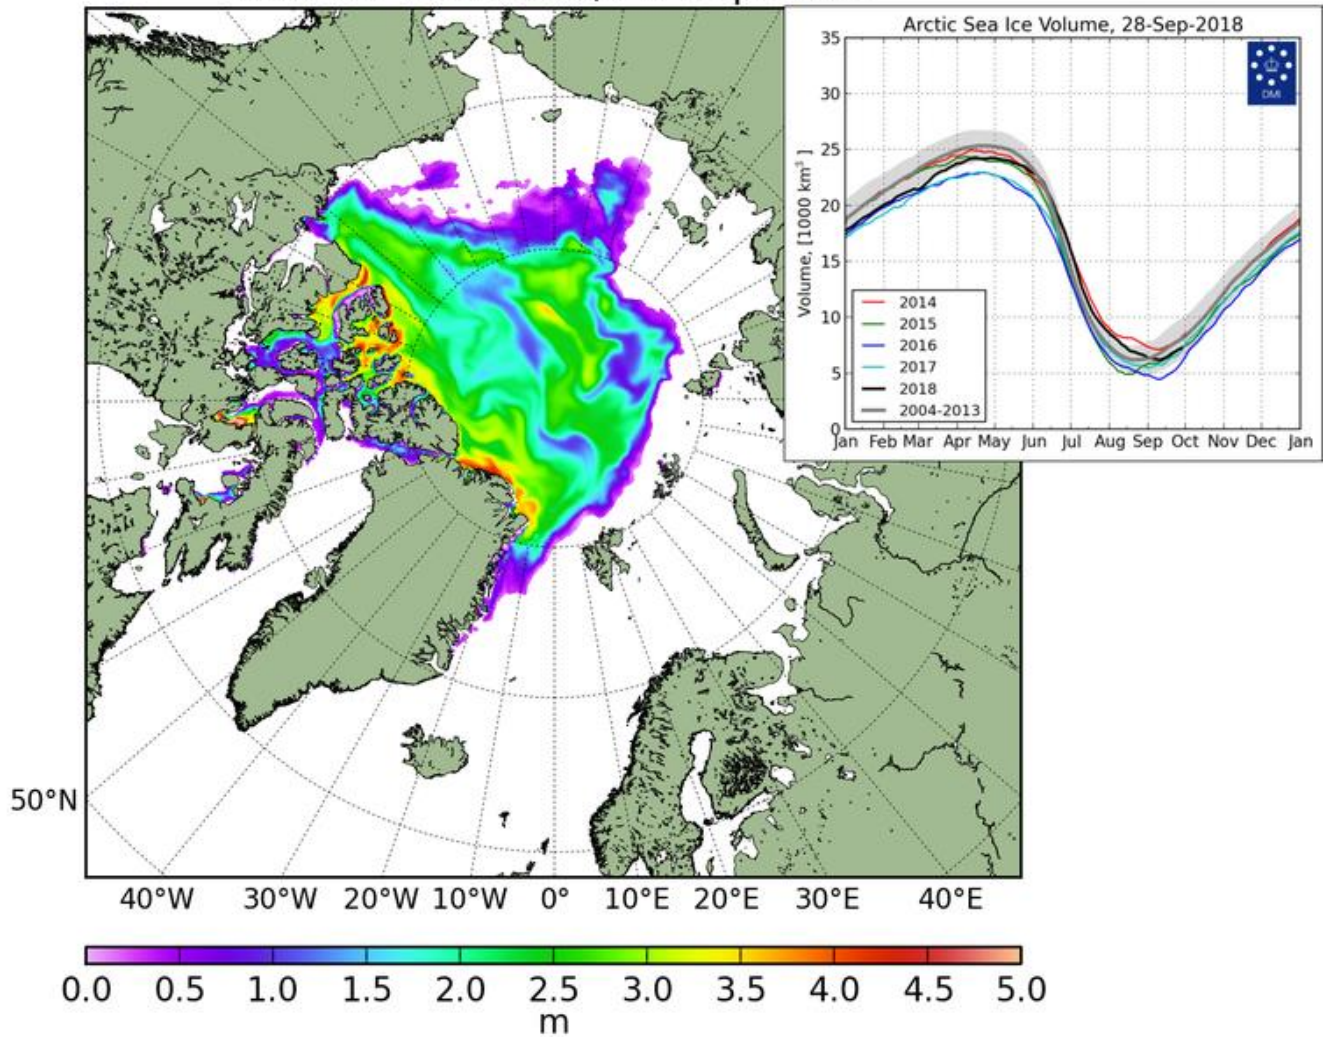 Arctic Sea Ice Volume, 28-Sep-2018
35
30
25
20
15
10
5
0
Volume, [1000 km³ ]
DMI
2014
2015
2016
2017
2018
2004-2013
Jan Feb Mar Apr May Jun Jul Aug Sep Oct Nov Dec Jan
50°N
40°W 30°W 20°W 10°W 0° 10°E 20°E 30°E 40°E
0.0 0.5 1.0 1.5 2.0 2.5 3.0 3.5 4.0 4.5 5.0
m